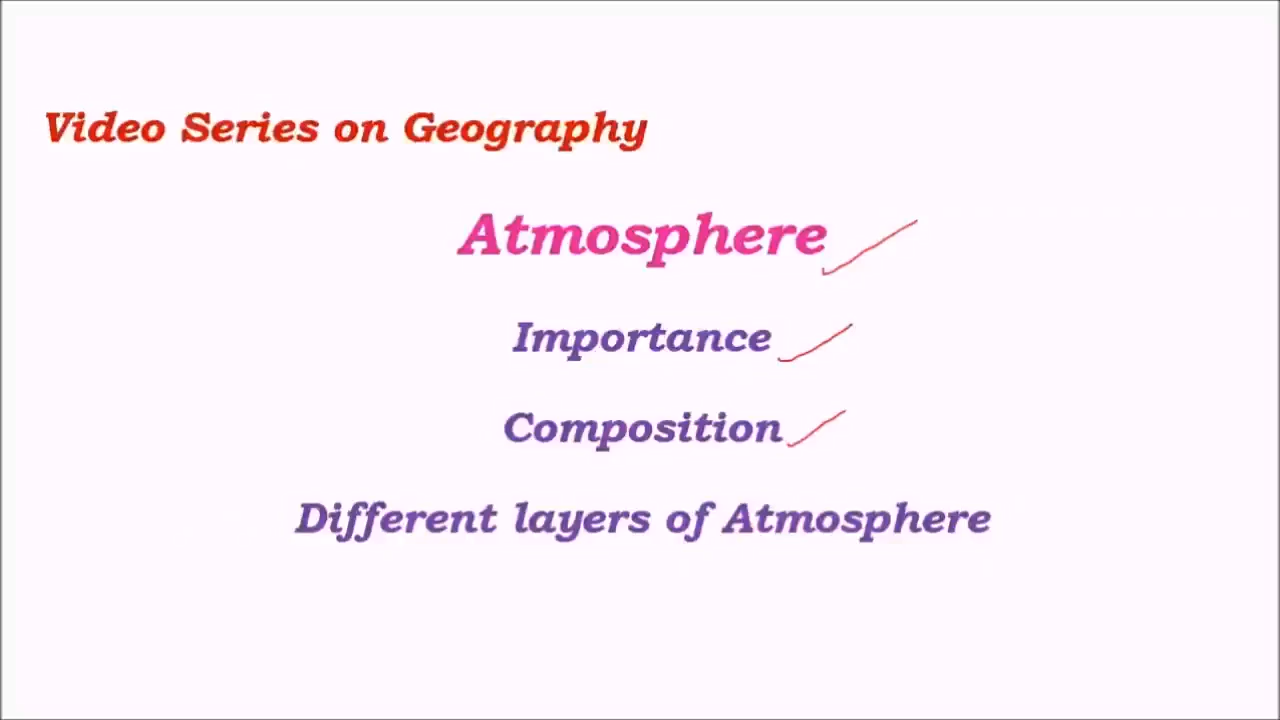 Video Series on Geography
Atmosphere
Importance
Composition
Different layers of Atmosphere